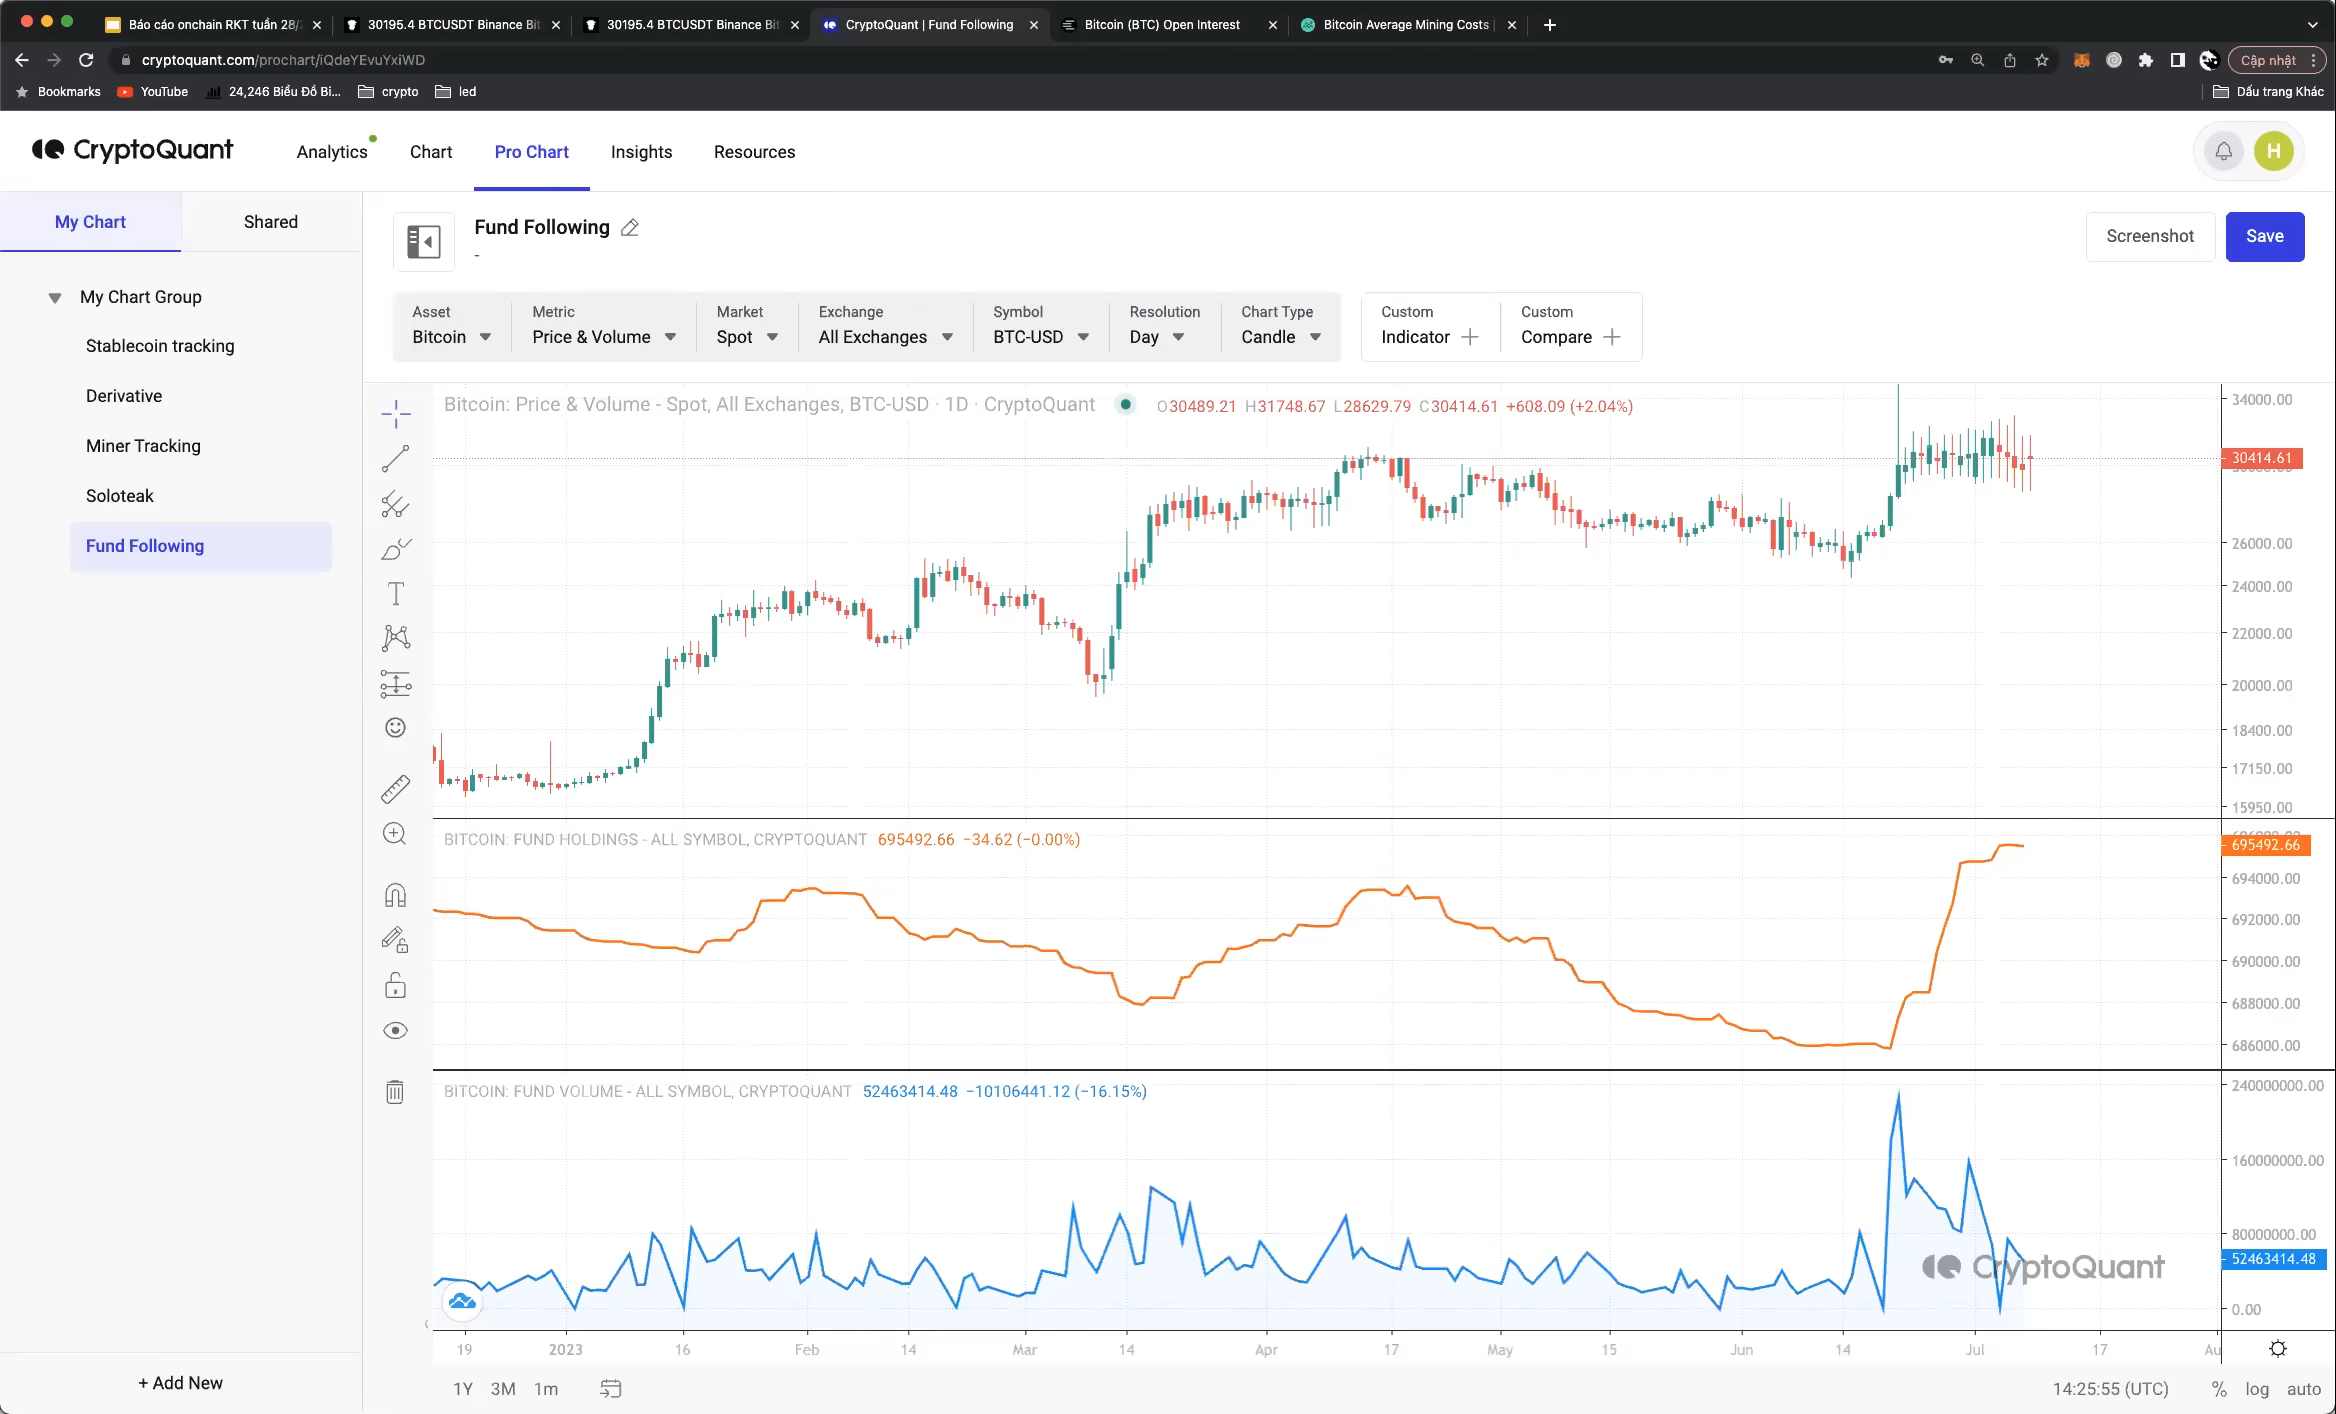 Báo cáo onchain RKT tuần 28/
30195.4 BTCUSDT Binance Bi
30195.4 BTCUSDT Binance Bi
CryptoQuant | Fund Following
Bitcoin (BTC) Open Interest
Bitcoin Average Mining Costs |
cryptoquant.com/prochart/iQdeYEvuYxiWD
Cập nhật
Bookmarks
YouTube
24,246 Biểu Đồ Bi...
crypto
led
Dấu trang Khác
CryptoQuant
Analytics
Chart
Pro Chart
Insights
Resources
H
My Chart
Shared
Fund Following
-
Screenshot
Save
My Chart Group
Stablecoin tracking
Derivative
Miner Tracking
Soloteak
Fund Following
Asset
Bitcoin
Metric
Price & Volume
Market
Spot
Exchange
All Exchanges
Symbol
BTC-USD
Resolution
Day
Chart Type
Candle
Custom
Indicator
Custom
Compare
Bitcoin: Price & Volume - Spot, All Exchanges, BTC-USD · 1D · CryptoQuant
O30489.21 H31748.67 L28629.79 C30414.61 +608.09 (+2.04%)
34000.00
30414.61
26000.00
24000.00
22000.00
20000.00
18400.00
17150.00
15950.00
BITCOIN: FUND HOLDINGS - ALL SYMBOL, CRYPTOQUANT 695492.66 −34.62 (−0.00%)
695492.66
694000.00
692000.00
690000.00
688000.00
686000.00
BITCOIN: FUND VOLUME - ALL SYMBOL, CRYPTOQUANT 52463414.48 −10106441.12 (−16.15%)
240000000.00
160000000.00
80000000.00
52463414.48
0.00
CryptoQuant
19 2023 16 Feb 14 Mar 14 Apr 17 May 15 Jun 14 Jul 17 Au
+ Add New
1Y 3M 1m
14:25:55 (UTC) % log auto